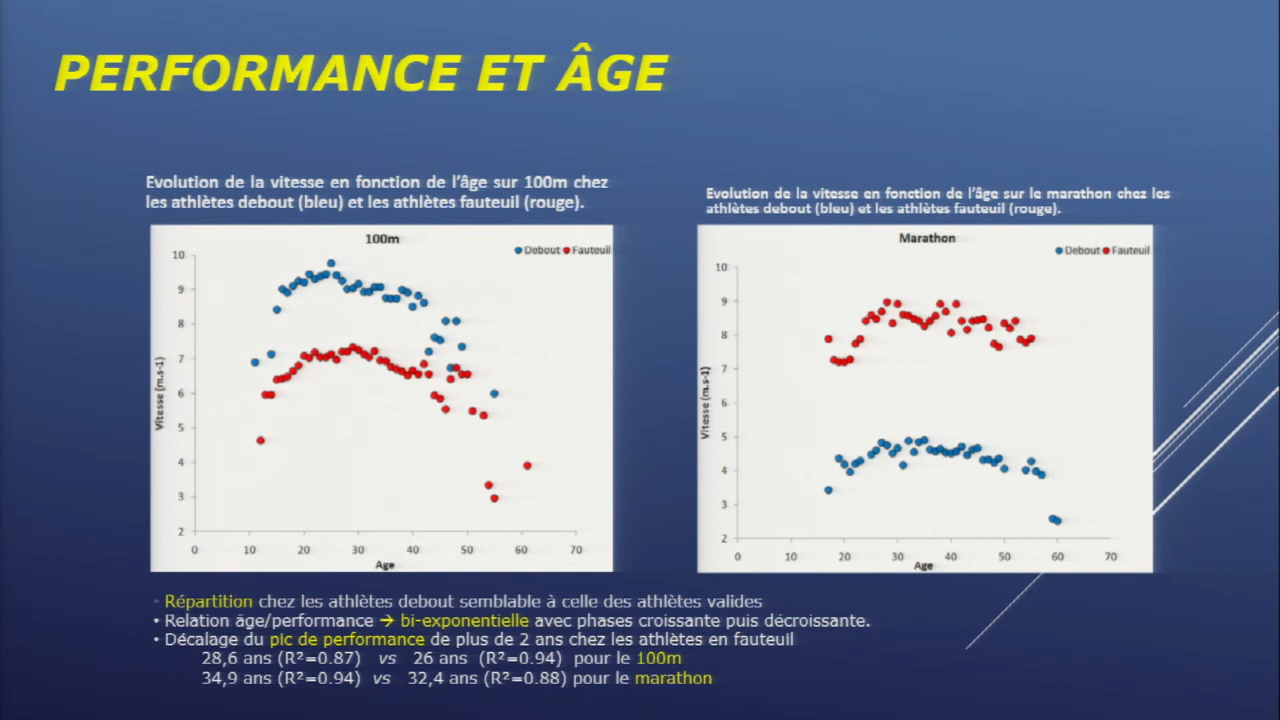 PERFORMANCE ET ÂGE
Evolution de la vitesse en fonction de l'âge sur 100m chez
les athlètes debout (bleu) et les athlètes fauteuil (rouge).
Evolution de la vitesse en fonction de l'âge sur le marathon chez les
athlètes debout (bleu) et les athlètes fauteuil (rouge).
100m
Debout Fauteuil
10
9
8
7
6
5
4
3
2
Vitesse (m.s-1)
0 10 20 30 40 50 60 70
Age
Marathon
Debout Fauteuil
10
9
8
7
6
5
4
3
2
Vitesse (m.s-1)
0 10 20 30 40 50 60 70
Age
• Répartition chez les athlètes debout semblable à celle des athlètes valides
• Relation âge/performance → bi-exponentielle avec phases croissante puis décroissante.
• Décalage du pic de performance de plus de 2 ans chez les athlètes en fauteuil
28,6 ans (R²=0.87) vs 26 ans (R²=0.94) pour le 100m
34,9 ans (R²=0.94) vs 32,4 ans (R²=0.88) pour le marathon